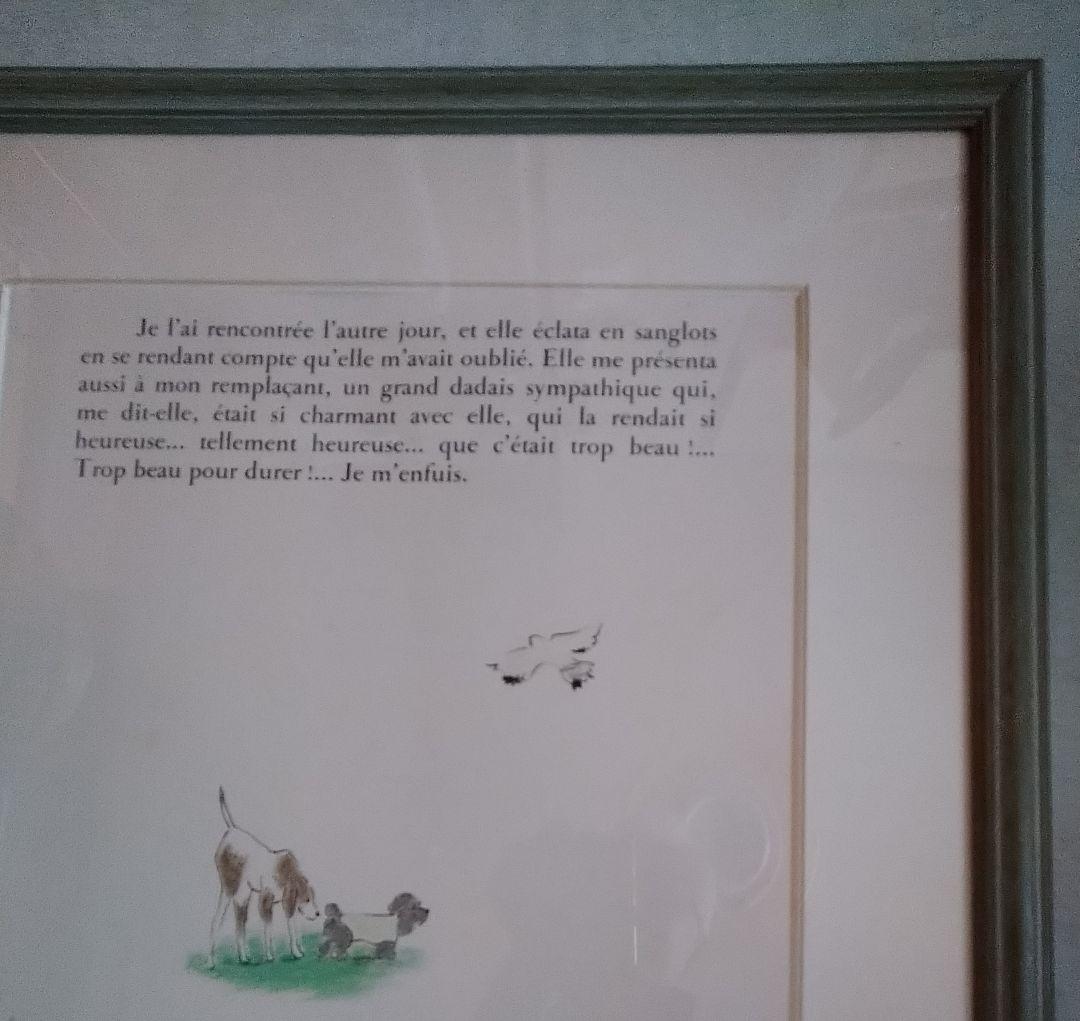 Je l'ai rencontrée l'autre jour, et elle éclata en sanglots
en se rendant compte qu'elle m'avait oublié. Elle me présenta
aussi à mon remplaçant, un grand dadais sympathique qui,
me dit-elle, était si charmant avec elle, qui la rendait si
heureuse... tellement heureuse... que c'était trop beau !...
Trop beau pour durer !... Je m'enfuis.